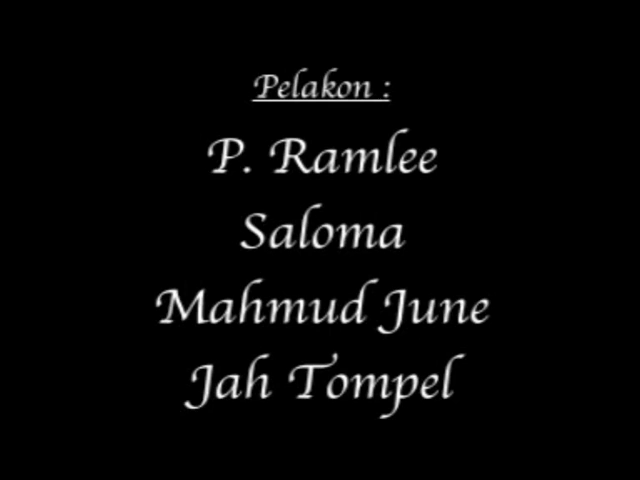 Pelakon :
P. Ramlee
Saloma
Mahmud June
Jah Tompel